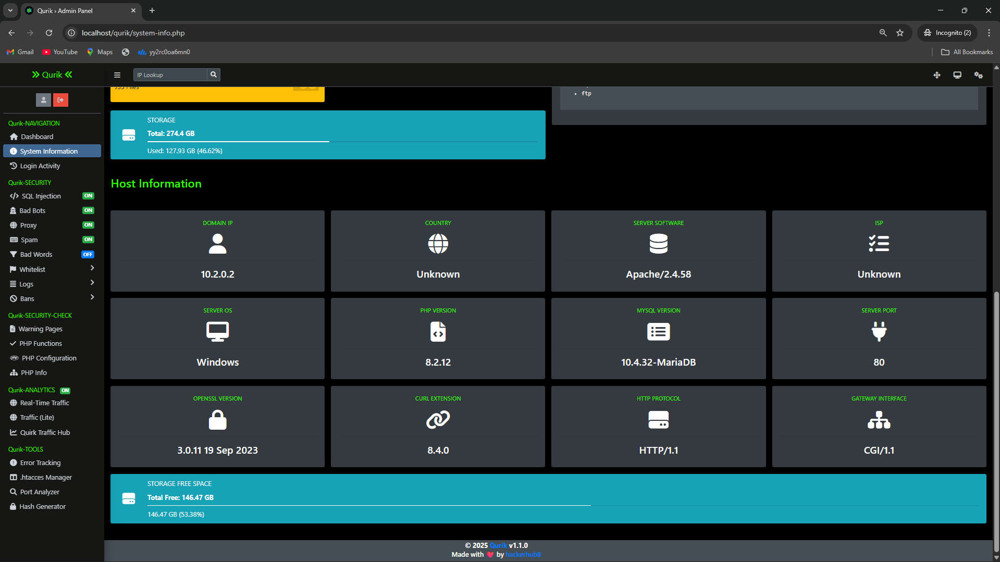 Qurik › Admin Panel
localhost/qurik/system-info.php
Incognito (2)
Gmail
YouTube
Maps
yy2rc0oa6mn0
All Bookmarks
Qurik
IP Lookup
Qurik-NAVIGATION
Dashboard
System Information
Login Activity
Qurik-SECURITY
SQL Injection ON
Bad Bots ON
Proxy ON
Spam ON
Bad Words OFF
Whitelist
Logs
Bans
Qurik-SECURITY-CHECK
Warning Pages
PHP Functions
PHP Configuration
php
PHP Info
Qurik-ANALYTICS ON
Real-Time Traffic
Traffic (Lite)
Quirk Traffic Hub
Qurik-TOOLS
Error Tracking
.htacces Manager
Port Analyzer
Hash Generator
Files
• ftp
STORAGE
Total: 274.4 GB
Used: 127.93 GB (46.62%)
Host Information
DOMAIN IP
10.2.0.2
COUNTRY
Unknown
SERVER SOFTWARE
Apache/2.4.58
ISP
Unknown
SERVER OS
Windows
PHP VERSION
8.2.12
MYSQL VERSION
10.4.32-MariaDB
SERVER PORT
80
OPENSSL VERSION
3.0.11 19 Sep 2023
CURL EXTENSION
8.4.0
HTTP PROTOCOL
HTTP/1.1
GATEWAY INTERFACE
CGI/1.1
STORAGE FREE SPACE
Total Free: 146.47 GB
146.47 GB (53.38%)
© 2025 Qurik v1.1.0
Made with ❤ by hackerhub8